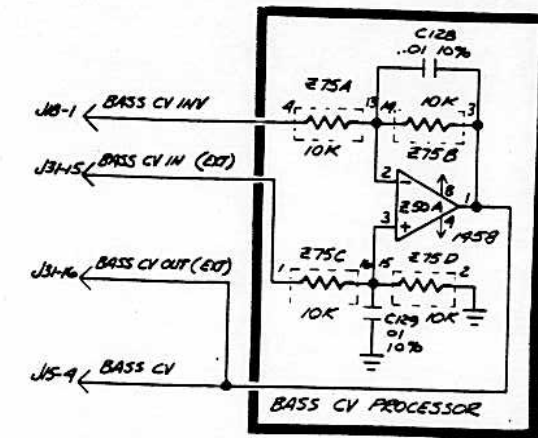 C128
.01 10%
Z75A
J18-1 BASS CV INV 4 13 14 10K 3
10K
Z75B
J31-15 BASS CV IN (EXT)
2 - 8
Z50A 1
3 + 4
1458
Z75C Z75D
1 16 15 2
J31-16 BASS CV OUT (EXT)
10K C129 10K
.01
10%
J15-4 BASS CV
BASS CV PROCESSOR